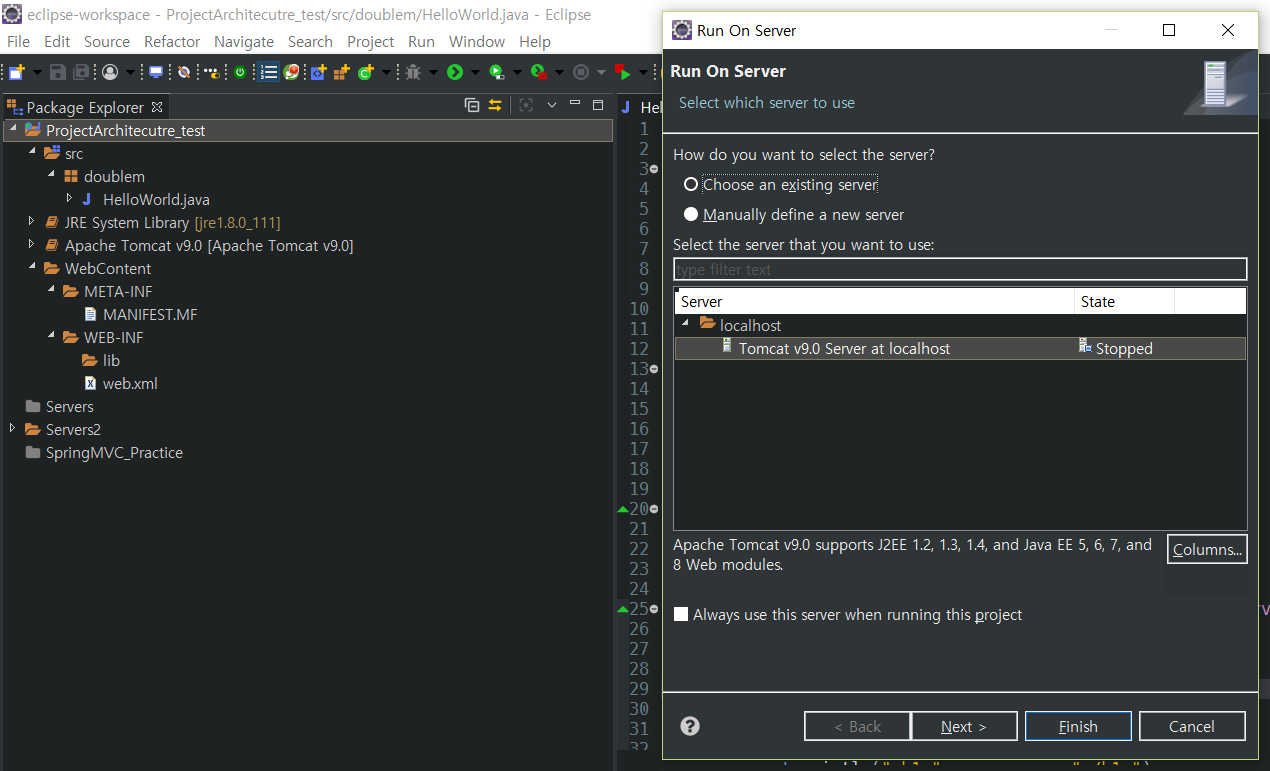 eclipse-workspace - ProjectArchitecutre_test/src/doublem/HelloWorld.java - Eclipse
File Edit Source Refactor Navigate Search Project Run Window Help
Package Explorer
ProjectArchitecutre_test
src
doublem
HelloWorld.java
JRE System Library [jre1.8.0_111]
Apache Tomcat v9.0 [Apache Tomcat v9.0]
WebContent
META-INF
MANIFEST.MF
WEB-INF
lib
web.xml
Servers
Servers2
SpringMVC_Practice
Hel
1
2
3
4
5
6
7
8
9
10
11
12
13
14
15
16
17
18
19
20
21
22
23
24
25
26
27
28
29
30
31
32
Run On Server
Run On Server
Select which server to use
How do you want to select the server?
Choose an existing server
Manually define a new server
Select the server that you want to use:
type filter text
Server State
localhost
Tomcat v9.0 Server at localhost Stopped
Apache Tomcat v9.0 supports J2EE 1.2, 1.3, 1.4, and Java EE 5, 6, 7, and
8 Web modules.
Columns...
Always use this server when running this project
< Back Next > Finish Cancel